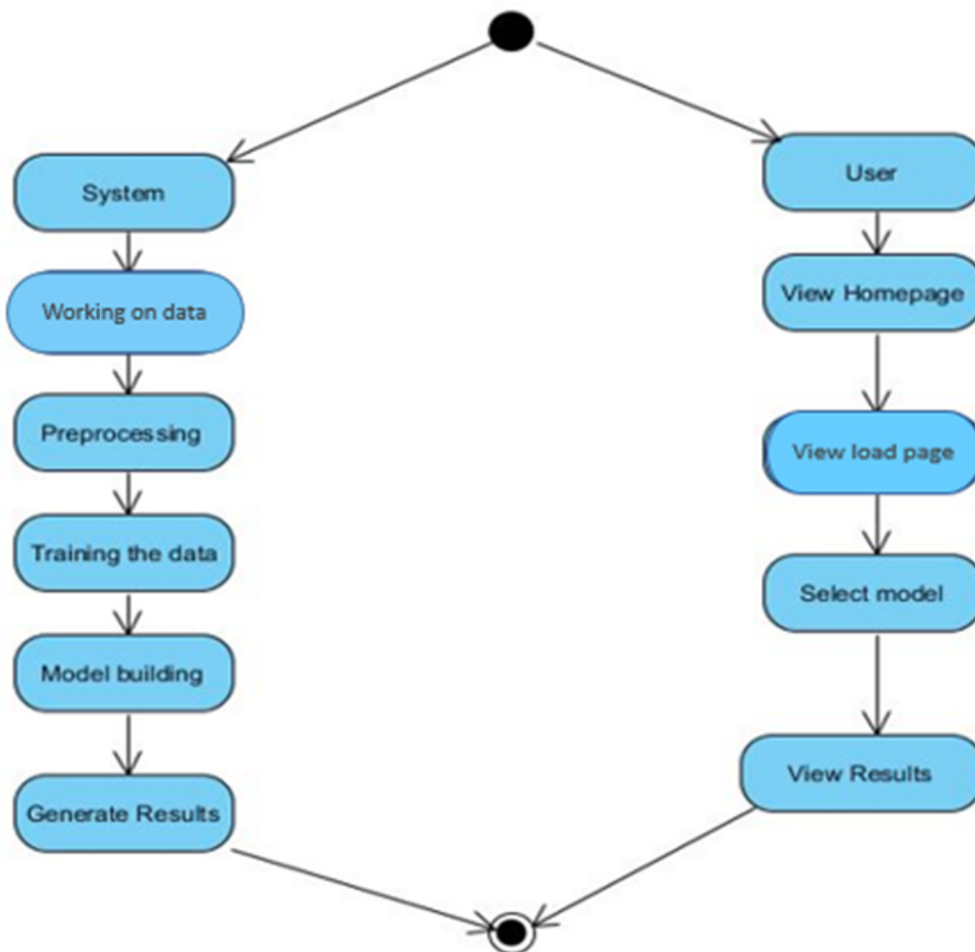 System
Working on data
Preprocessing
Training the data
Model building
Generate Results
User
View Homepage
View load page
Select model
View Results